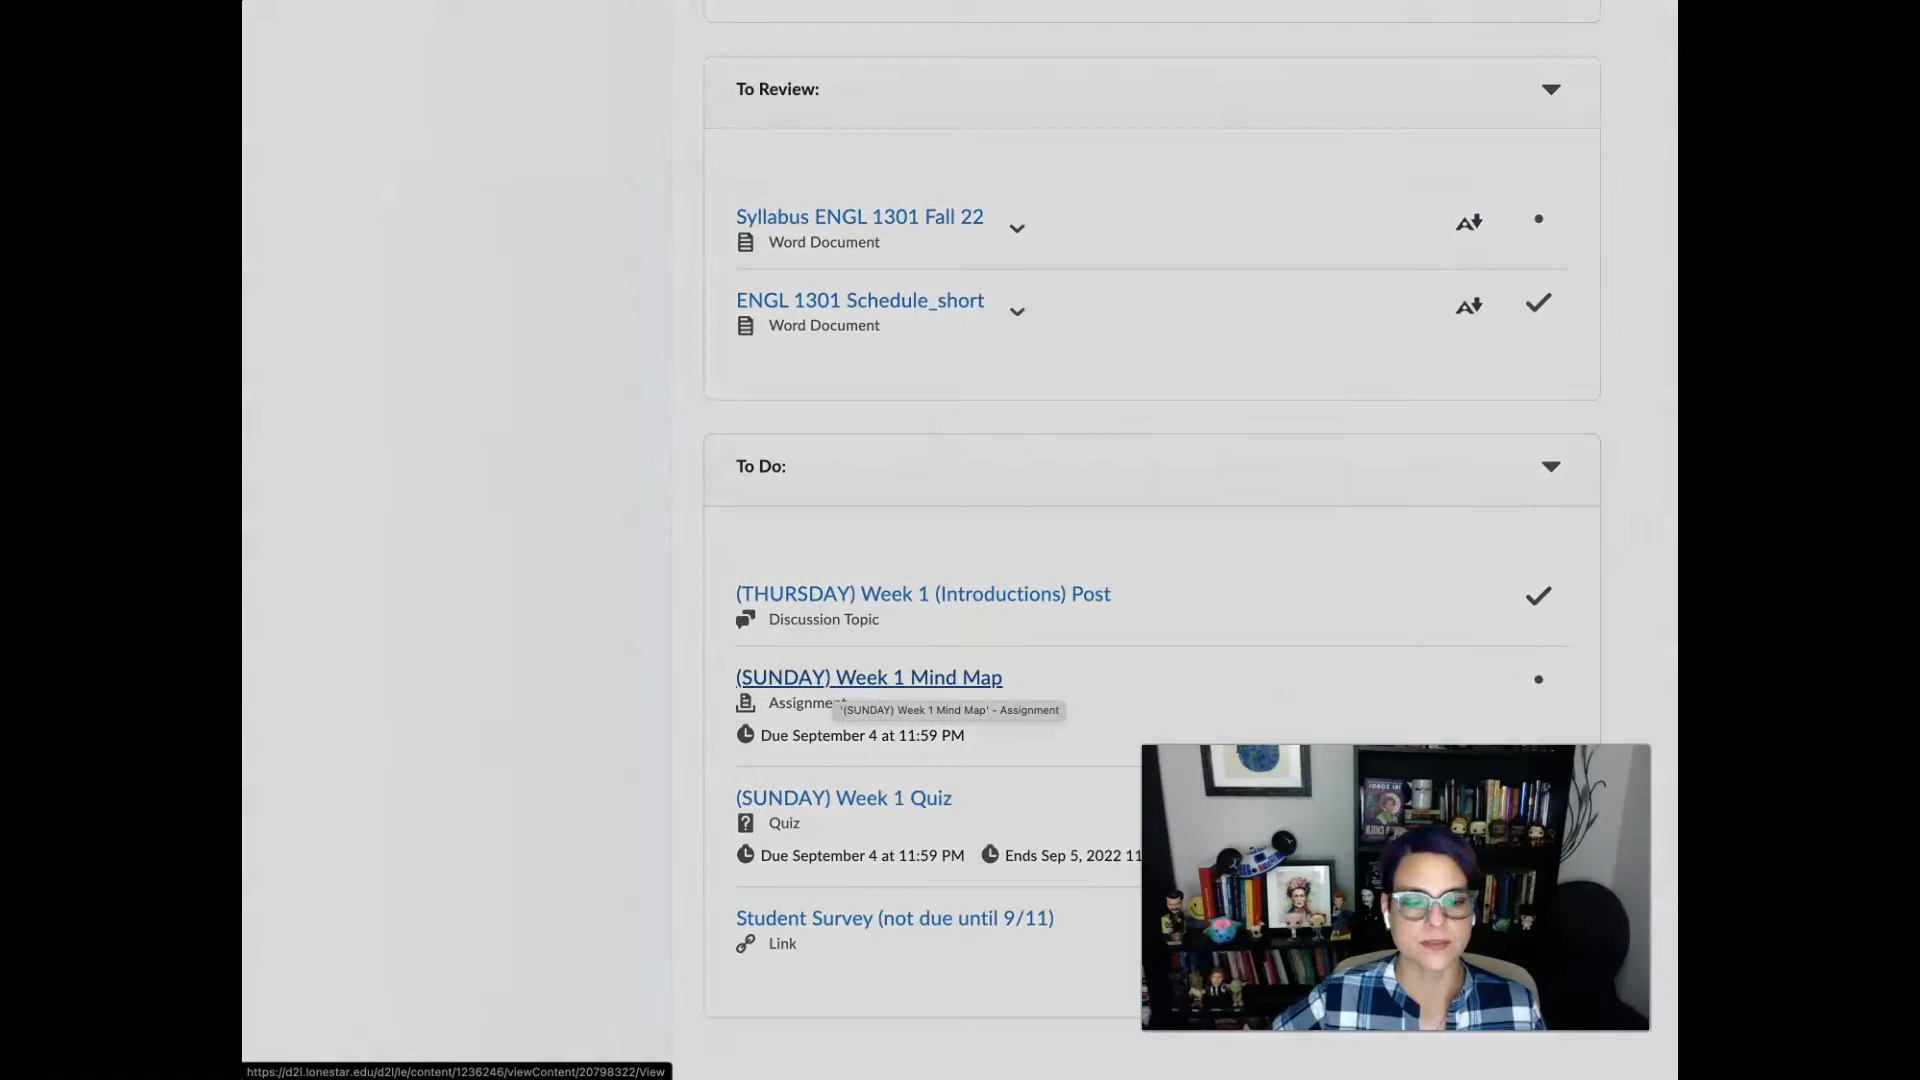 To Review:
Syllabus ENGL 1301 Fall 22
Word Document
ENGL 1301 Schedule_short
Word Document
To Do:
(THURSDAY) Week 1 (Introductions) Post
Discussion Topic
(SUNDAY) Week 1 Mind Map
Assignment
'(SUNDAY) Week 1 Mind Map' - Assignment
Due September 4 at 11:59 PM
(SUNDAY) Week 1 Quiz
Quiz
Due September 4 at 11:59 PM Ends Sep 5, 2022 11
Student Survey (not due until 9/11)
Link
https://d2l.lonestar.edu/d2l/le/content/1236246/viewContent/20798322/View